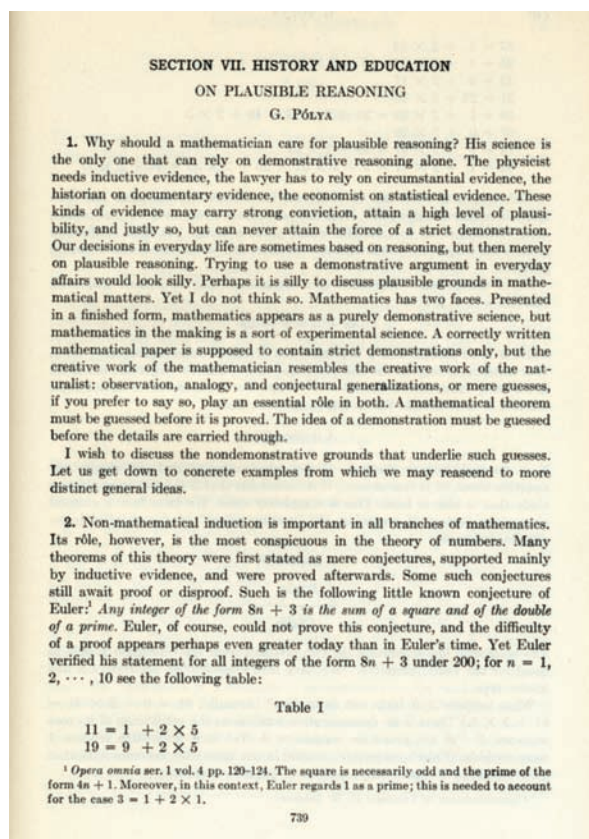 SECTION VII. HISTORY AND EDUCATION
ON PLAUSIBLE REASONING
G. PÓLYA
1. Why should a mathematician care for plausible reasoning? His science is
the only one that can rely on demonstrative reasoning alone. The physicist
needs inductive evidence, the lawyer has to rely on circumstantial evidence, the
historian on documentary evidence, the economist on statistical evidence. These
kinds of evidence may carry strong conviction, attain a high level of plausi-
bility, and justly so, but can never attain the force of a strict demonstration.
Our decisions in everyday life are sometimes based on reasoning, but then merely
on plausible reasoning. Trying to use a demonstrative argument in everyday
affairs would look silly. Perhaps it is silly to discuss plausible grounds in mathe-
matical matters. Yet I do not think so. Mathematics has two faces. Presented
in a finished form, mathematics appears as a purely demonstrative science, but
mathematics in the making is a sort of experimental science. A correctly written
mathematical paper is supposed to contain strict demonstrations only, but the
creative work of the mathematician resembles the creative work of the nat-
uralist: observation, analogy, and conjectural generalizations, or mere guesses,
if you prefer to say so, play an essential rôle in both. A mathematical theorem
must be guessed before it is proved. The idea of a demonstration must be guessed
before the details are carried through.
I wish to discuss the nondemonstrative grounds that underlie such guesses.
Let us get down to concrete examples from which we may reascend to more
distinct general ideas.
2. Non-mathematical induction is important in all branches of mathematics.
Its rôle, however, is the most conspicuous in the theory of numbers. Many
theorems of this theory were first stated as mere conjectures, supported mainly
by inductive evidence, and were proved afterwards. Some such conjectures
still await proof or disproof. Such is the following little known conjecture of
Euler:¹ Any integer of the form 8n + 3 is the sum of a square and of the double
of a prime. Euler, of course, could not prove this conjecture, and the difficulty
of a proof appears perhaps even greater today than in Euler's time. Yet Euler
verified his statement for all integers of the form 8n + 3 under 200; for n = 1,
2, ··· , 10 see the following table:
Table I
11 = 1 + 2 × 5
19 = 9 + 2 × 5
¹ Opera omnia ser. 1 vol. 4 pp. 120–124. The square is necessarily odd and the prime of the
form 4n + 1. Moreover, in this context, Euler regards 1 as a prime; this is needed to account
for the case 3 = 1 + 2 × 1.
739